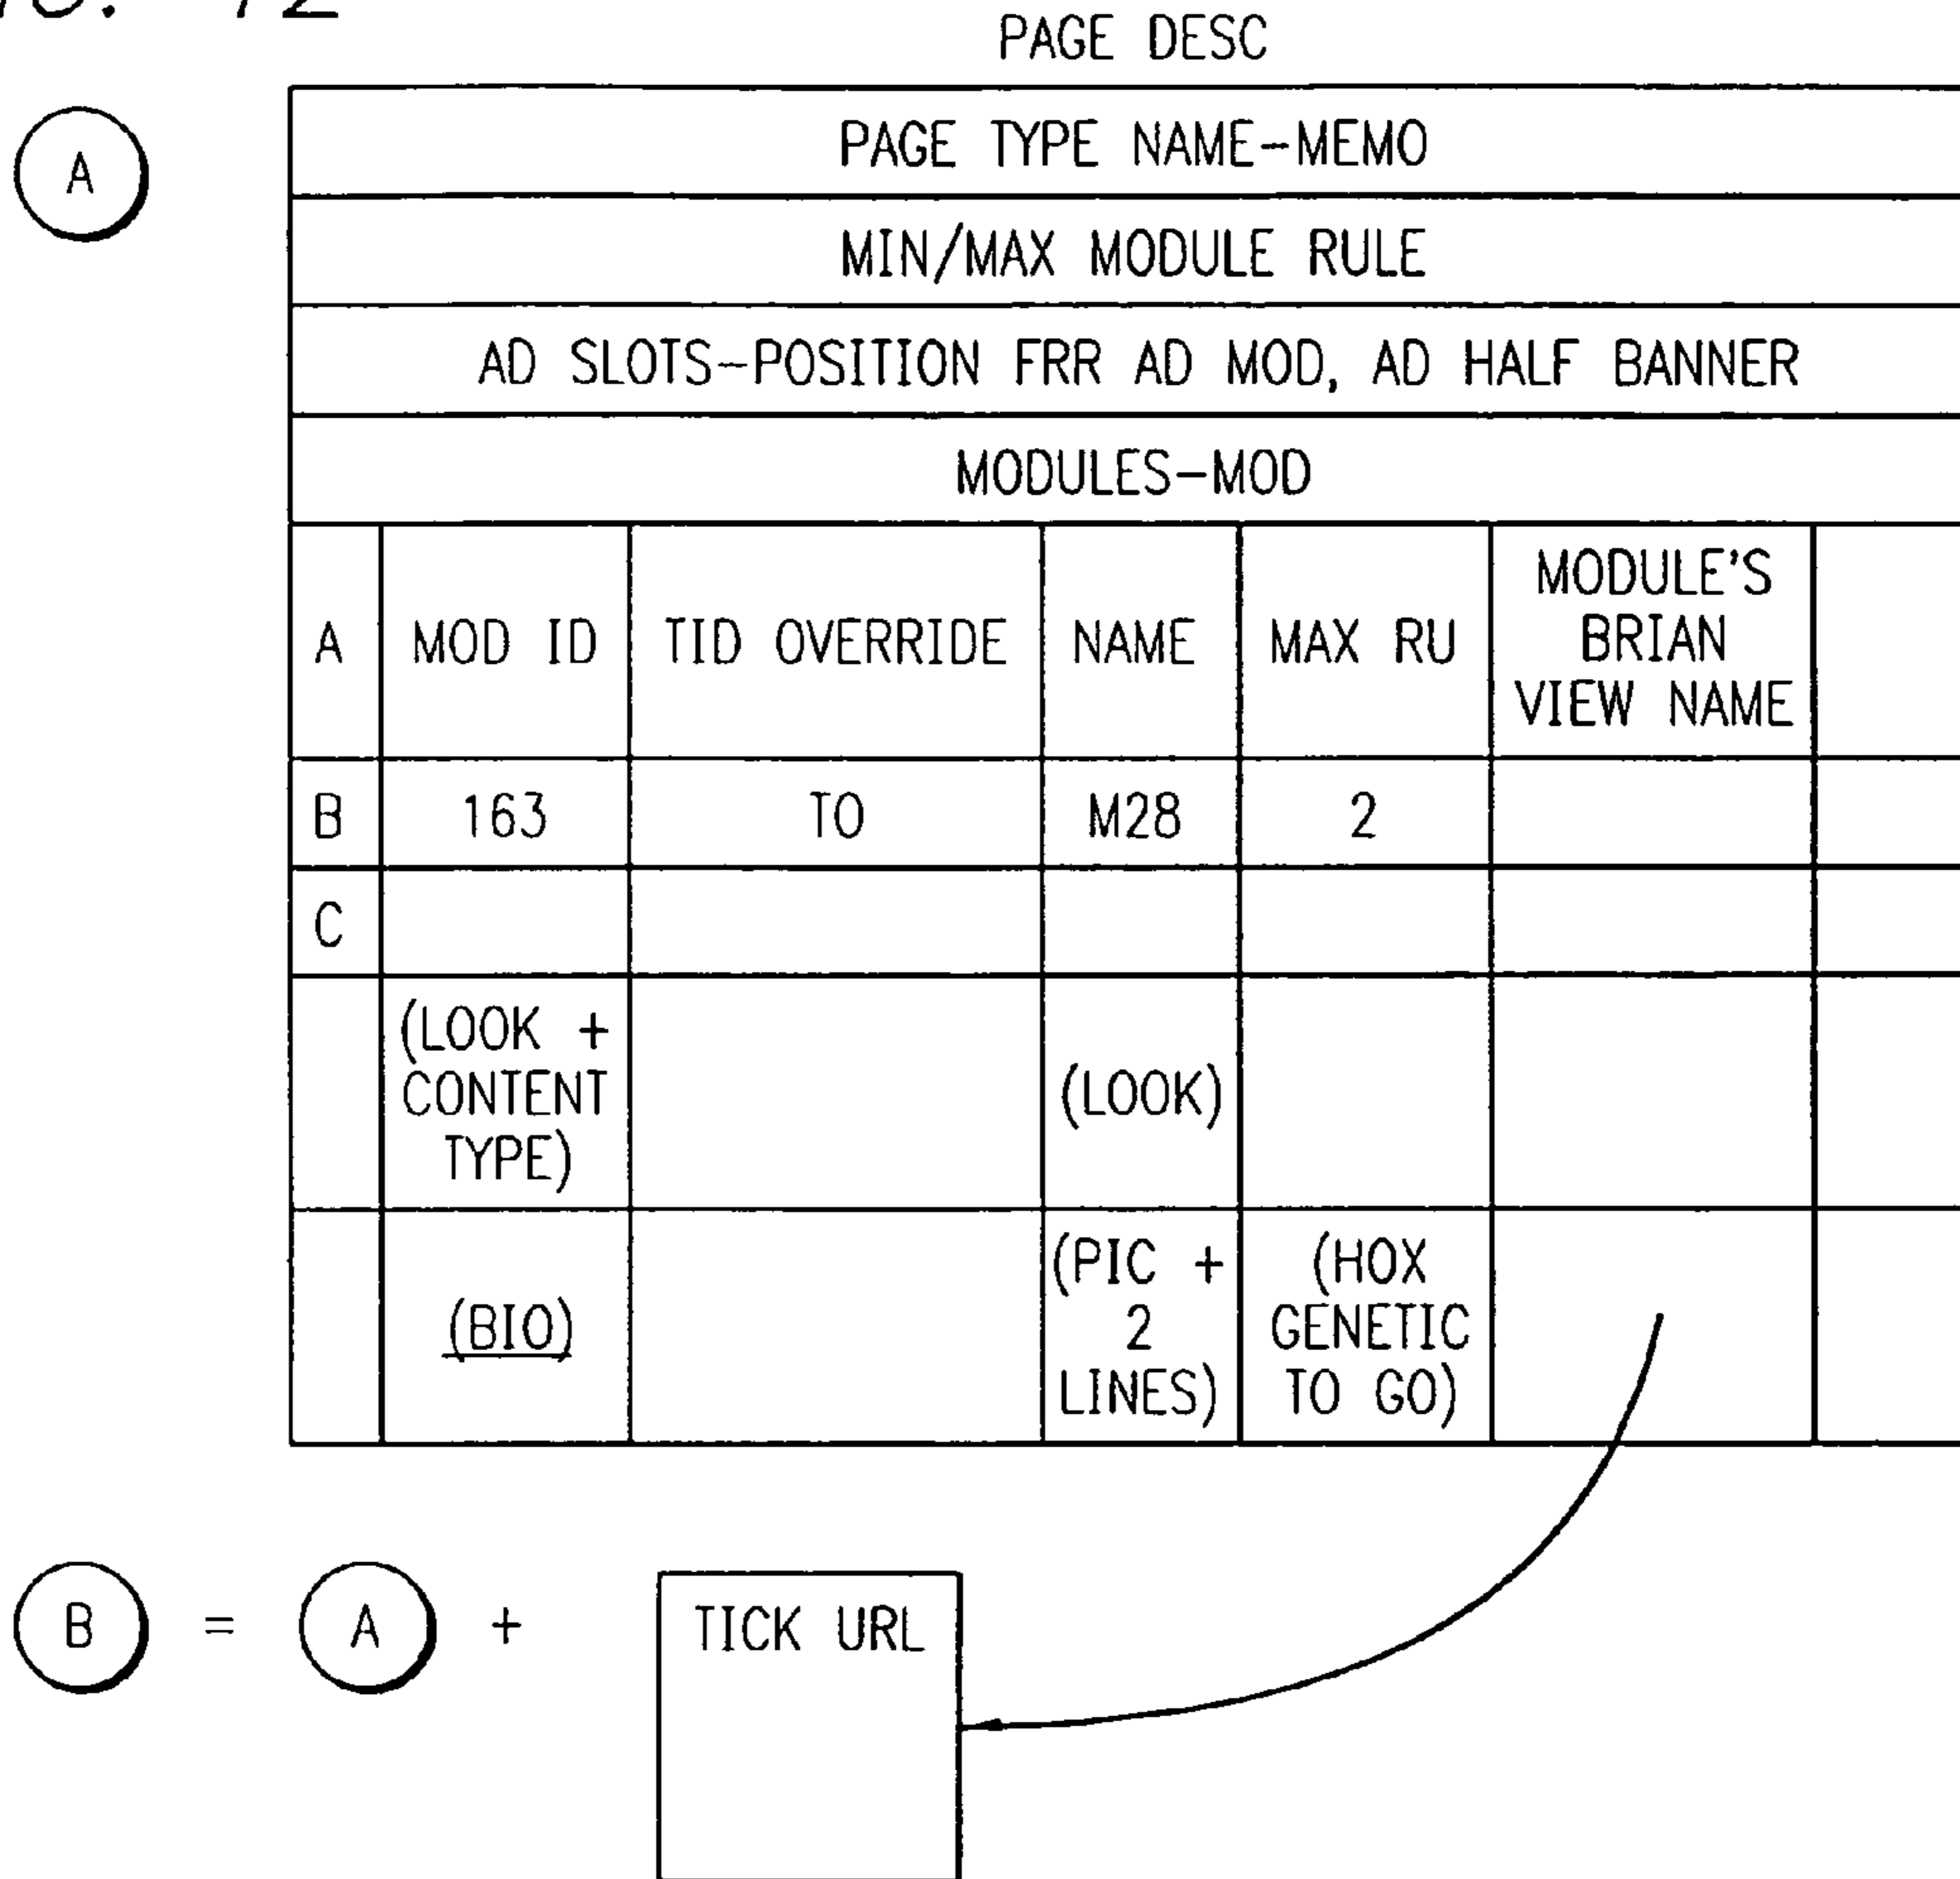 12
PAGE DESC
A
PAGE TYPE NAME-MEMO
MIN/MAX MODULE RULE
AD SLOTS-POSITION FRR AD MOD, AD HALF BANNER
MODULES-MOD
A MOD ID TID OVERRIDE NAME MAX RU MODULE'S
BRIAN
VIEW NAME
B 163 TO M28 2
C
(LOOK +
CONTENT
TYPE)
(LOOK)
(BIO)
(PIC +
2
LINES)
(HOX
GENETIC
TO GO)
B = A +
TICK URL